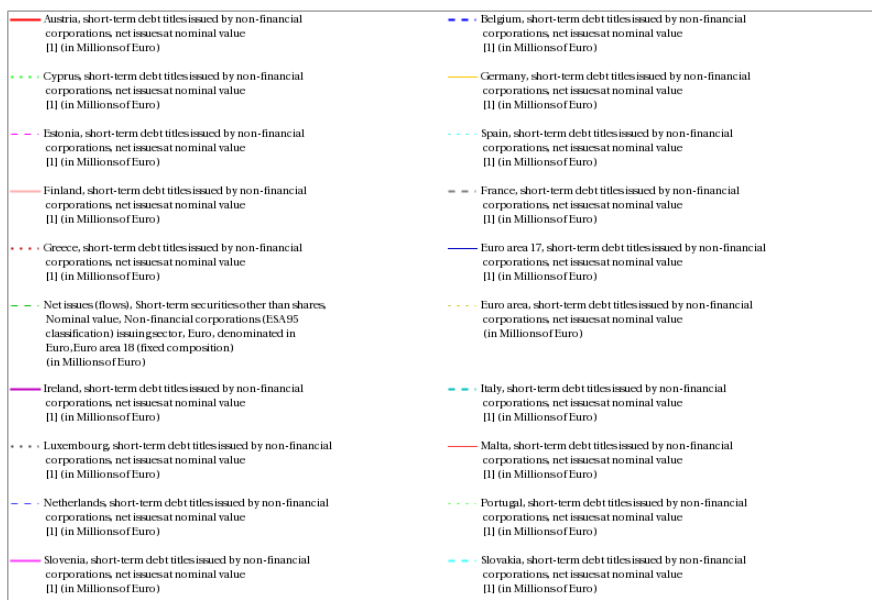 Austria, short-term debt titles issued by non-financial
corporations, net issues at nominal value
[1] (in Millions of Euro)
Belgium, short-term debt titles issued by non-financial
corporations, net issues at nominal value
[1] (in Millions of Euro)
Cyprus, short-term debt titles issued by non-financial
corporations, net issues at nominal value
[1] (in Millions of Euro)
Germany, short-term debt titles issued by non-financial
corporations, net issues at nominal value
[1] (in Millions of Euro)
Estonia, short-term debt titles issued by non-financial
corporations, net issues at nominal value
[1] (in Millions of Euro)
Spain, short-term debt titles issued by non-financial
corporations, net issues at nominal value
[1] (in Millions of Euro)
Finland, short-term debt titles issued by non-financial
corporations, net issues at nominal value
[1] (in Millions of Euro)
France, short-term debt titles issued by non-financial
corporations, net issues at nominal value
[1] (in Millions of Euro)
Greece, short-term debt titles issued by non-financial
corporations, net issues at nominal value
[1] (in Millions of Euro)
Euro area 17, short-term debt titles issued by non-financial
corporations, net issues at nominal value
[1] (in Millions of Euro)
Net issues (flows), Short-term securities other than shares,
Nominal value, Non-financial corporations (ESA95
classification) issuing sector, Euro, denominated in
Euro,Euro area 18 (fixed composition)
(in Millions of Euro)
Euro area, short-term debt titles issued by non-financial
corporations, net issues at nominal value
(in Millions of Euro)
Ireland, short-term debt titles issued by non-financial
corporations, net issues at nominal value
[1] (in Millions of Euro)
Italy, short-term debt titles issued by non-financial
corporations, net issues at nominal value
[1] (in Millions of Euro)
Luxembourg, short-term debt titles issued by non-financial
corporations, net issues at nominal value
[1] (in Millions of Euro)
Malta, short-term debt titles issued by non-financial
corporations, net issues at nominal value
[1] (in Millions of Euro)
Netherlands, short-term debt titles issued by non-financial
corporations, net issues at nominal value
[1] (in Millions of Euro)
Portugal, short-term debt titles issued by non-financial
corporations, net issues at nominal value
[1] (in Millions of Euro)
Slovenia, short-term debt titles issued by non-financial
corporations, net issues at nominal value
[1] (in Millions of Euro)
Slovakia, short-term debt titles issued by non-financial
corporations, net issues at nominal value
[1] (in Millions of Euro)